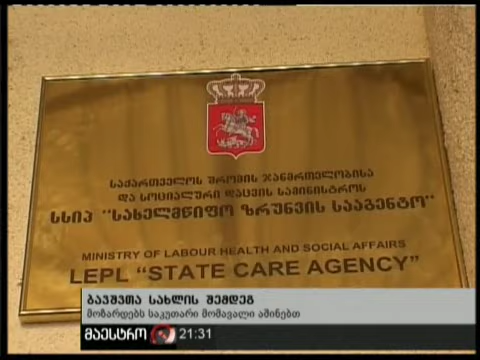 საქართველოს შრომის ჯანმრთელობისა
და სოციალური დაცვის სამინისტროს
სსიპ "სახელმწიფო ზრუნვის სააგენტო"
MINISTRY OF LABOUR HEALTH AND SOCIAL AFFAIRS
LEPL "STATE CARE AGENCY"
ბავშვთა სახლის შემდეგ
მოზარდებს საკუთარი მომავალი აშინებთ
მაესტრო 21:31